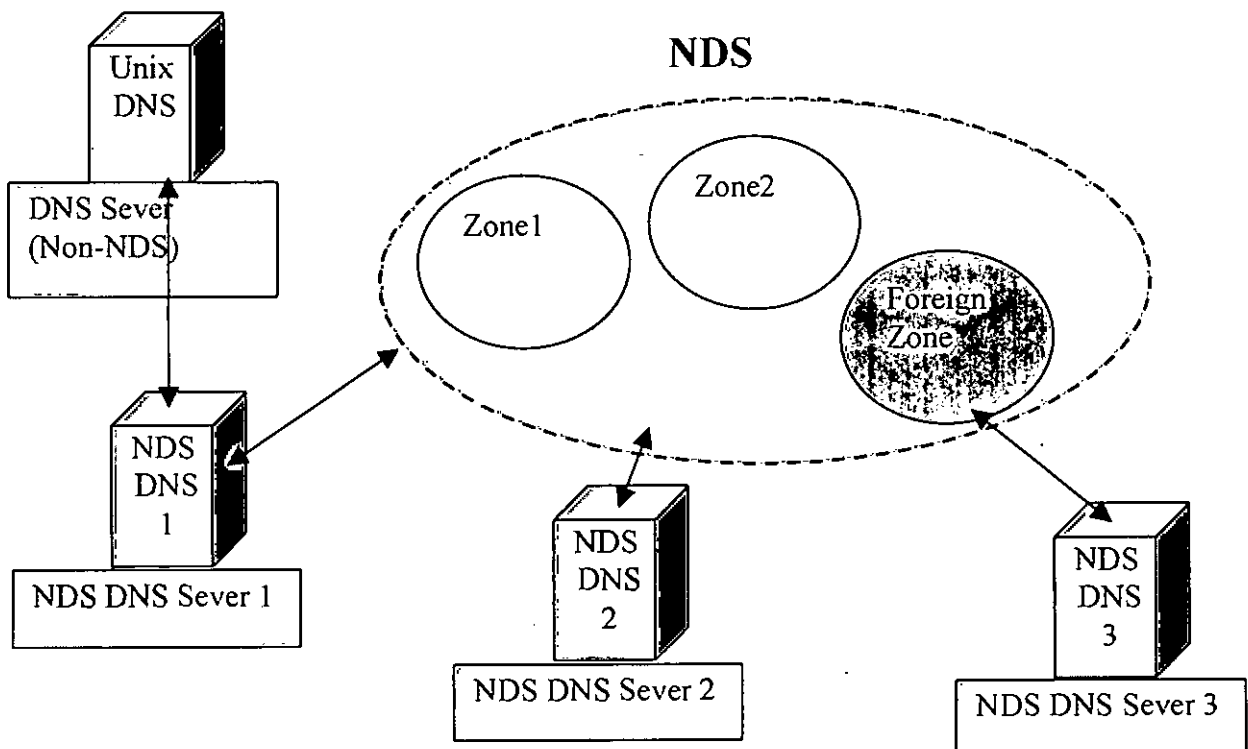 NDS
Unix
DNS
DNS Sever
(Non-NDS)
Zone1
Zone2
Foreign
Zone
NDS
DNS
1
NDS DNS Sever 1
NDS
DNS
2
NDS DNS Sever 2
NDS
DNS
3
NDS DNS Sever 3